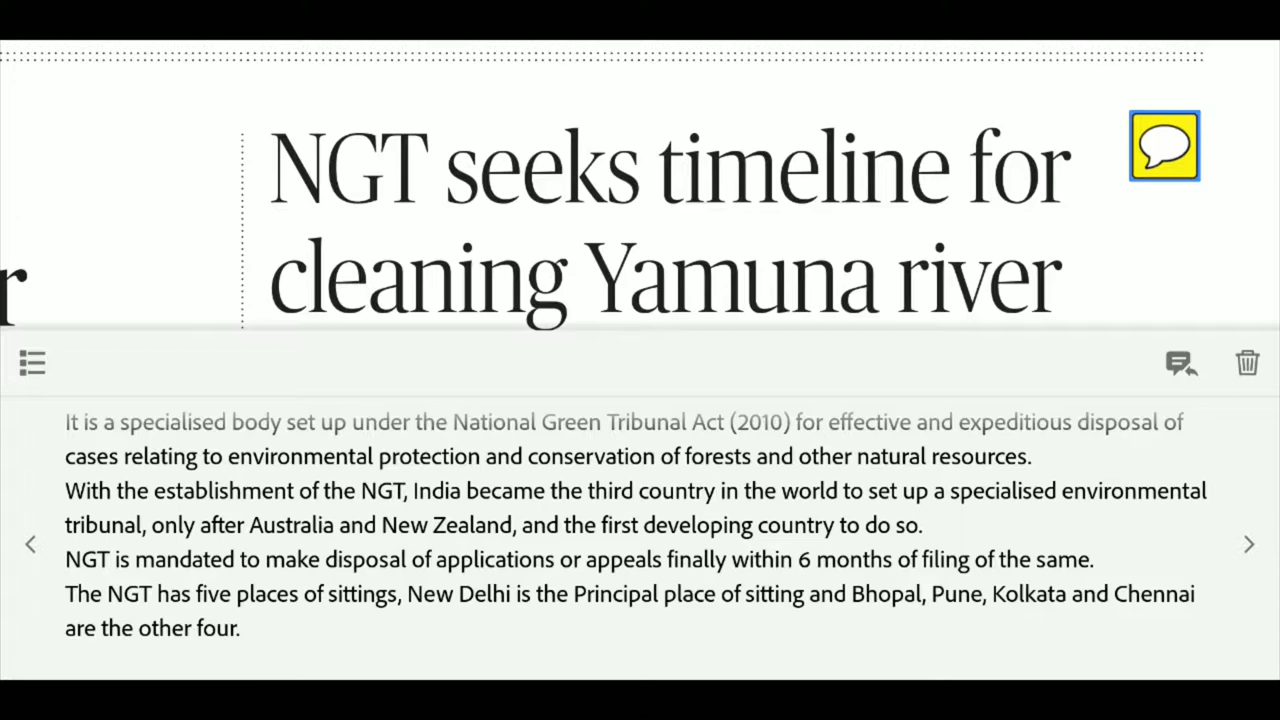 NGT seeks timeline for
cleaning Yamuna river
r
It is a specialised body set up under the National Green Tribunal Act (2010) for effective and expeditious disposal of
cases relating to environmental protection and conservation of forests and other natural resources.
With the establishment of the NGT, India became the third country in the world to set up a specialised environmental
tribunal, only after Australia and New Zealand, and the first developing country to do so.
NGT is mandated to make disposal of applications or appeals finally within 6 months of filing of the same.
The NGT has five places of sittings, New Delhi is the Principal place of sitting and Bhopal, Pune, Kolkata and Chennai
are the other four.